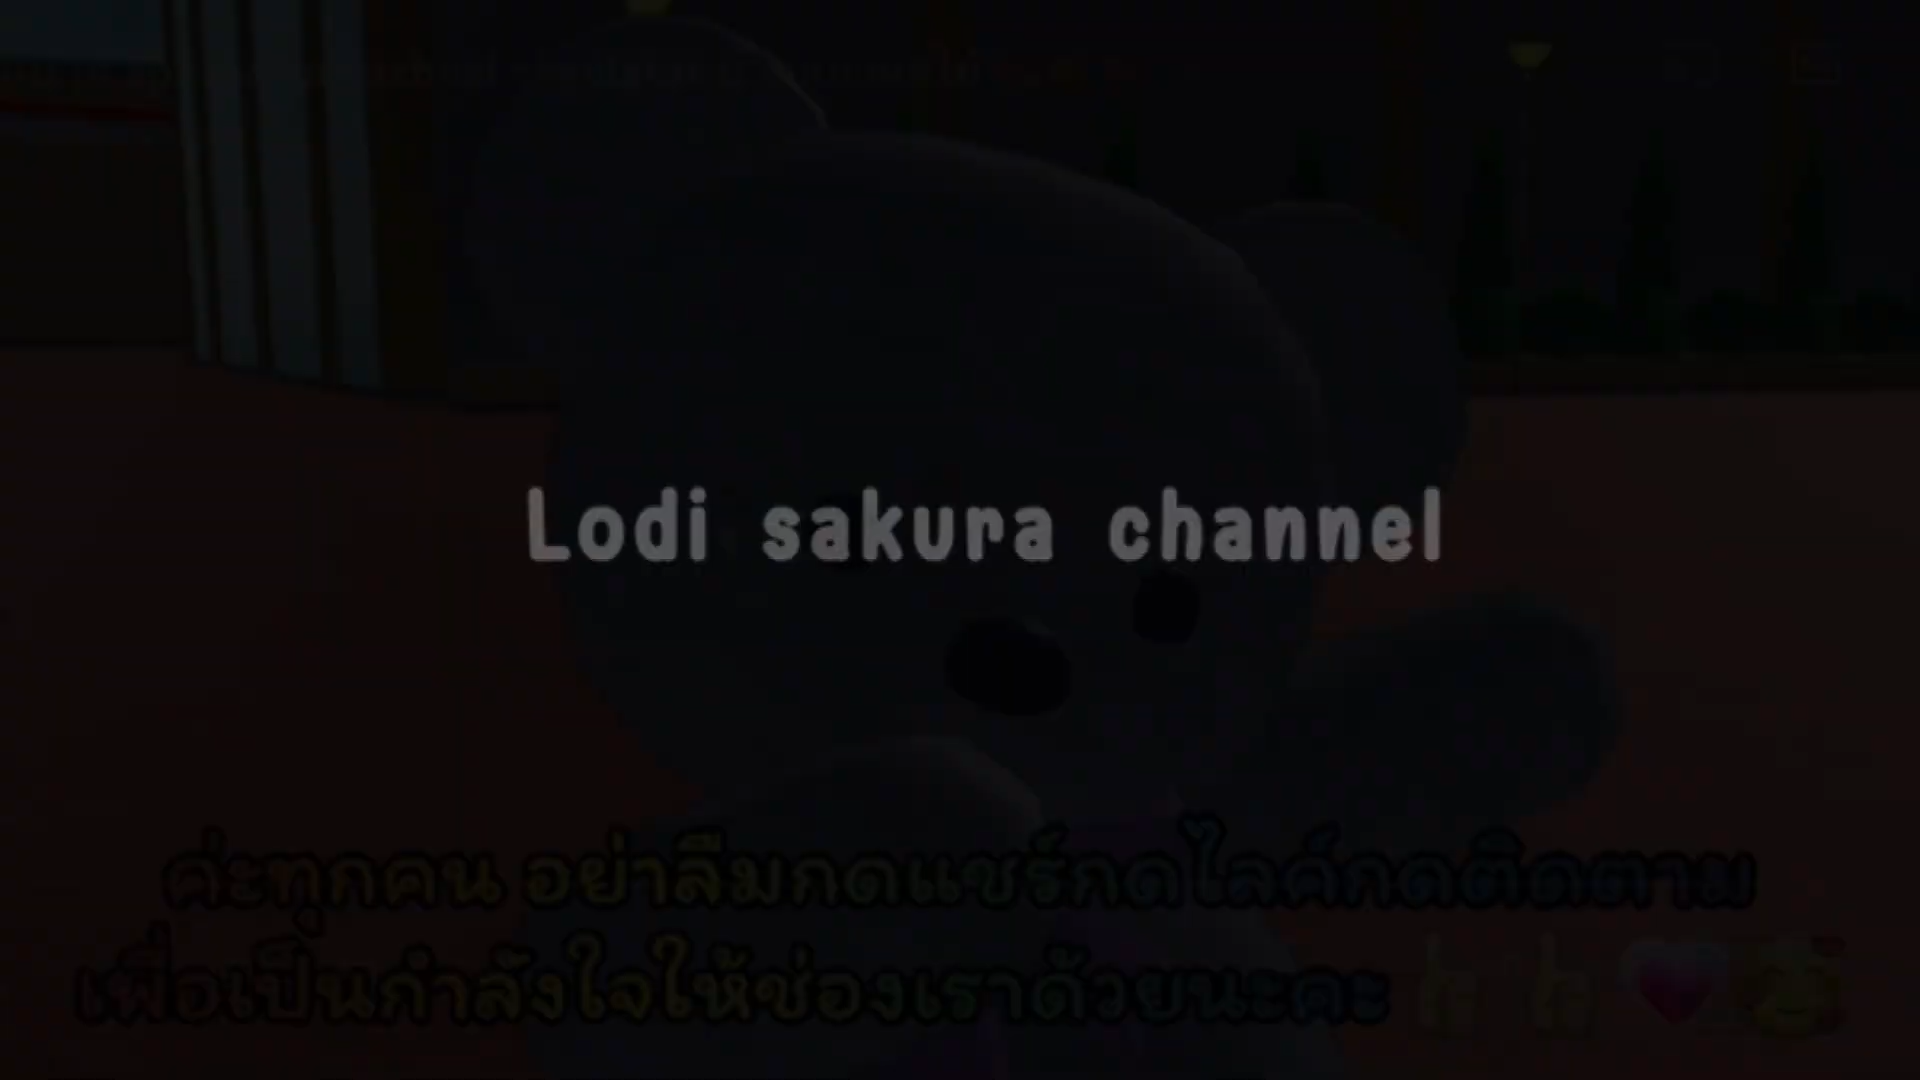 Lodi sakura channel
ค่ะทุกคน อย่าลืมกดแชร์กดไลค์กดติดตาม
เพื่อเป็นกำลังใจให้ช่องเราด้วยนะคะ